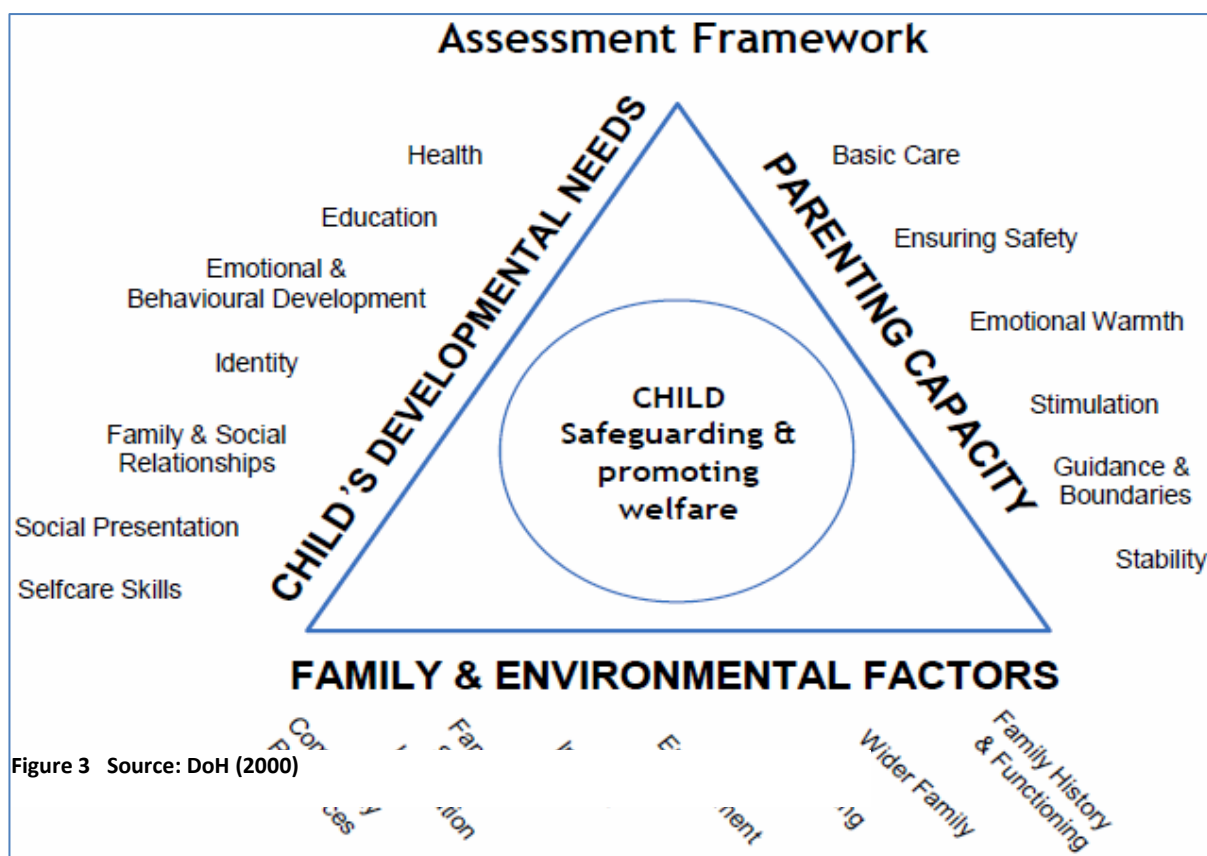 Assessment Framework
CHILD'S DEVELOPMENTAL NEEDS
Health
Education
Emotional &
Behavioural Development
Identity
Family & Social
Relationships
Social Presentation
Selfcare Skills
PARENTING CAPACITY
Basic Care
Ensuring Safety
Emotional Warmth
Stimulation
Guidance &
Boundaries
Stability
CHILD
Safeguarding &
promoting
welfare
FAMILY & ENVIRONMENTAL FACTORS
Wider Family
Family History
& Functioning
Figure 3 Source: DoH (2000)